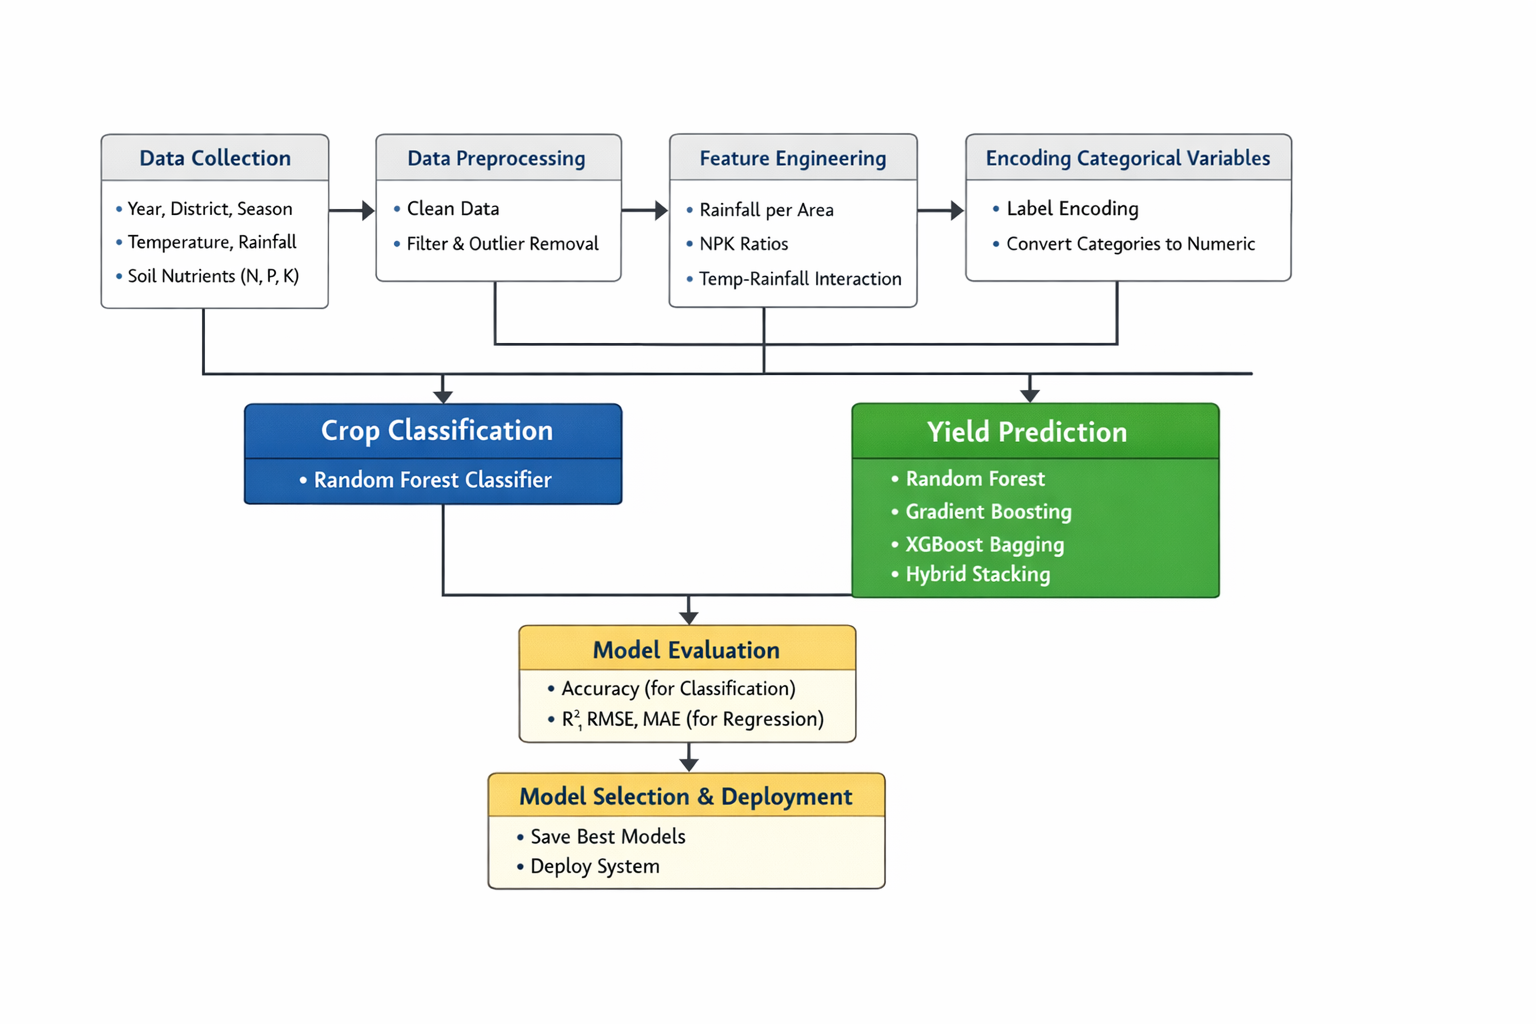 Data Collection
• Year, District, Season
• Temperature, Rainfall
• Soil Nutrients (N, P, K)
Data Preprocessing
• Clean Data
• Filter & Outlier Removal
Feature Engineering
• Rainfall per Area
• NPK Ratios
• Temp-Rainfall Interaction
Encoding Categorical Variables
• Label Encoding
• Convert Categories to Numeric
Crop Classification
• Random Forest Classifier
Yield Prediction
• Random Forest
• Gradient Boosting
• XGBoost Bagging
• Hybrid Stacking
Model Evaluation
• Accuracy (for Classification)
• R²₁, RMSE, MAE (for Regression)
Model Selection & Deployment
• Save Best Models
• Deploy System